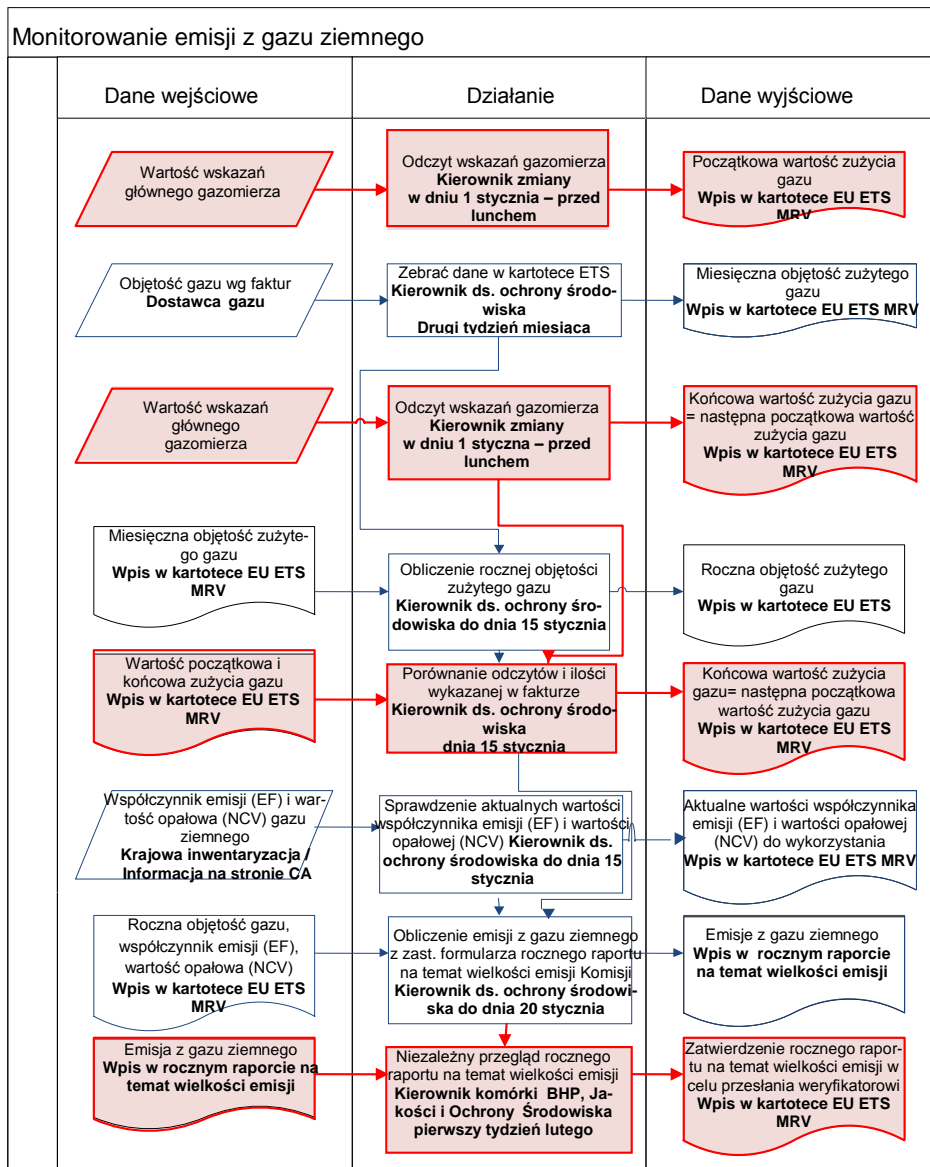 Monitorowanie emisji z gazu ziemnego
Dane wejściowe
Działanie
Dane wyjściowe
Wartość wskazań
głównego gazomierza
Odczyt wskazań gazomierza
Kierownik zmiany
w dniu 1 stycznia – przed
lunchem
Początkowa wartość zużycia
gazu
Wpis w kartotece EU ETS
MRV
Objętość gazu wg faktur
Dostawca gazu
Zebrać dane w kartotece ETS
Kierownik ds. ochrony środo-
wiska
Drugi tydzień miesiąca
Miesięczna objętość zużytego
gazu
Wpis w kartotece EU ETS MRV
Wartość wskazań
głównego
gazomierza
Odczyt wskazań gazomierza
Kierownik zmiany
w dniu 1 styczna – przed
lunchem
Końcowa wartość zużycia gazu
= następna początkowa wartość
zużycia gazu
Wpis w kartotece EU ETS
MRV
Miesięczna objętość zużyte-
go gazu
Wpis w kartotece EU ETS
MRV
Obliczenie rocznej objętości
zużytego gazu
Kierownik ds. ochrony śro-
dowiska do dnia 15 stycznia
Roczna objętość zużytego
gazu
Wpis w kartotece EU ETS
Wartość początkowa i
końcowa zużycia gazu
Wpis w kartotece EU ETS
MRV
Porównanie odczytów i ilości
wykazanej w fakturze
Kierownik ds. ochrony środo-
wiska
dnia 15 stycznia
Końcowa wartość zużycia
gazu= następna początkowa
wartość zużycia gazu
Wpis w kartotece EU ETS
MRV
Współczynnik emisji (EF) i war-
tość opałowa (NCV) gazu
ziemnego
Krajowa inwentaryzacja /
Informacja na stronie CA
Sprawdzenie aktualnych wartości
współczynnika emisji (EF) i wartości
opałowej (NCV) Kierownik ds.
ochrony środowiska do dnia 15
stycznia
Aktualne wartości współczynnika
emisji (EF) i wartości opałowej
(NCV) do wykorzystania
Wpis w kartotece EU ETS MRV
Roczna objętość gazu,
współczynnik emisji (EF),
wartość opałowa (NCV)
Wpis w kartotece EU ETS
MRV
Obliczenie emisji z gazu ziemnego
z zast. formularza rocznego raportu
na temat wielkości emisji Komisji
Kierownik ds. ochrony środowi-
ska do dnia 20 stycznia
Emisje z gazu ziemnego
Wpis w rocznym raporcie
na temat wielkości emisji
Emisja z gazu ziemnego
Wpis w rocznym raporcie na
temat wielkości emisji
Niezależny przegląd rocznego
raportu na temat wielkości emisji
Kierownik komórki BHP, Ja-
kości i Ochrony Środowiska
pierwszy tydzień lutego
Zatwierdzenie rocznego rapor-
tu na temat wielkości emisji w
celu przesłania weryfikatorowi
Wpis w kartotece EU ETS
MRV